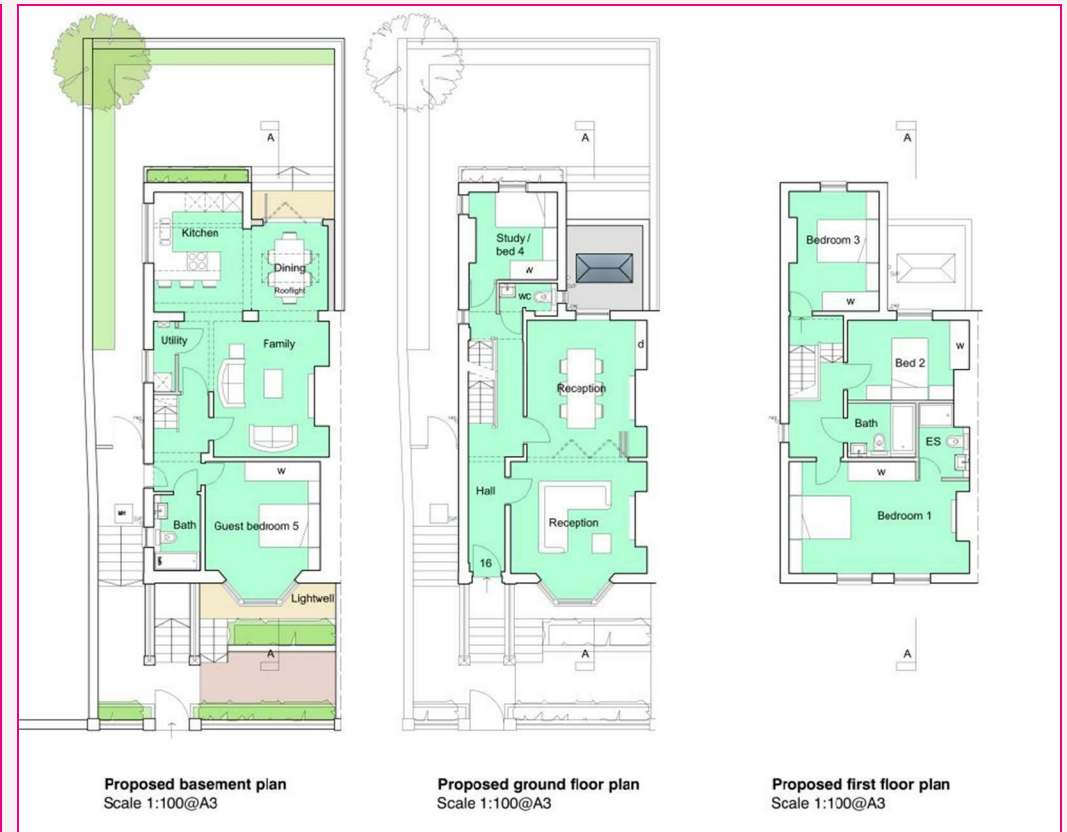 A
Kitchen
Dining
Rooflight
Utility
Family
w
MH
Bath
Guest bedroom 5
Lightwell
A
Proposed basement plan
Scale 1:100@A3
A
Study /
bed 4
w
WC
d
Reception
Hall
Reception
16
A
Proposed ground floor plan
Scale 1:100@A3
A
Bedroom 3
w
Bed 2
w
Bath
ES
w
Bedroom 1
A
Proposed first floor plan
Scale 1:100@A3